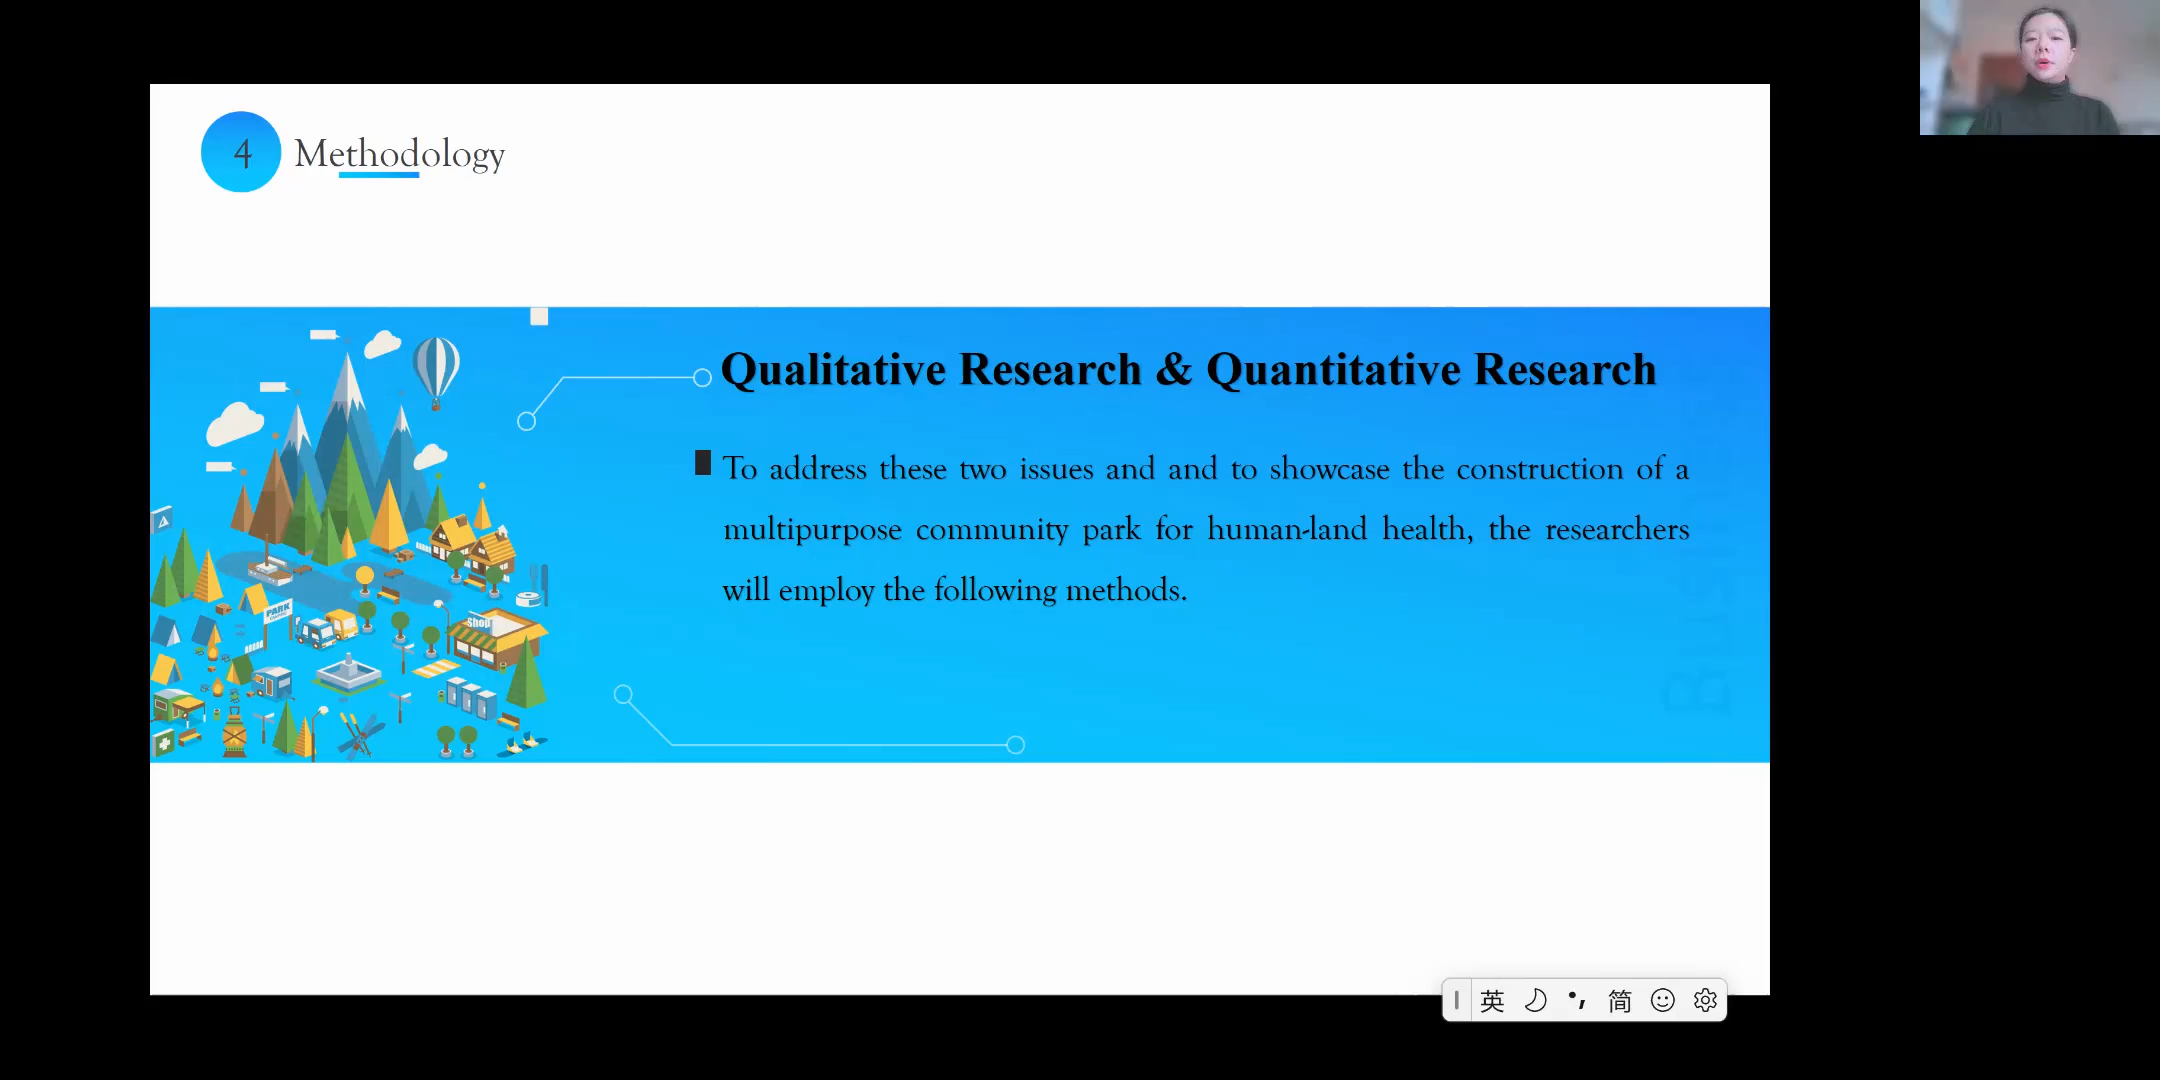 4 Methodology
Qualitative Research & Quantitative Research
To address these two issues and and to showcase the construction of a
multipurpose community park for human-land health, the researchers
will employ the following methods.
PARK
Shop
Business
英 简